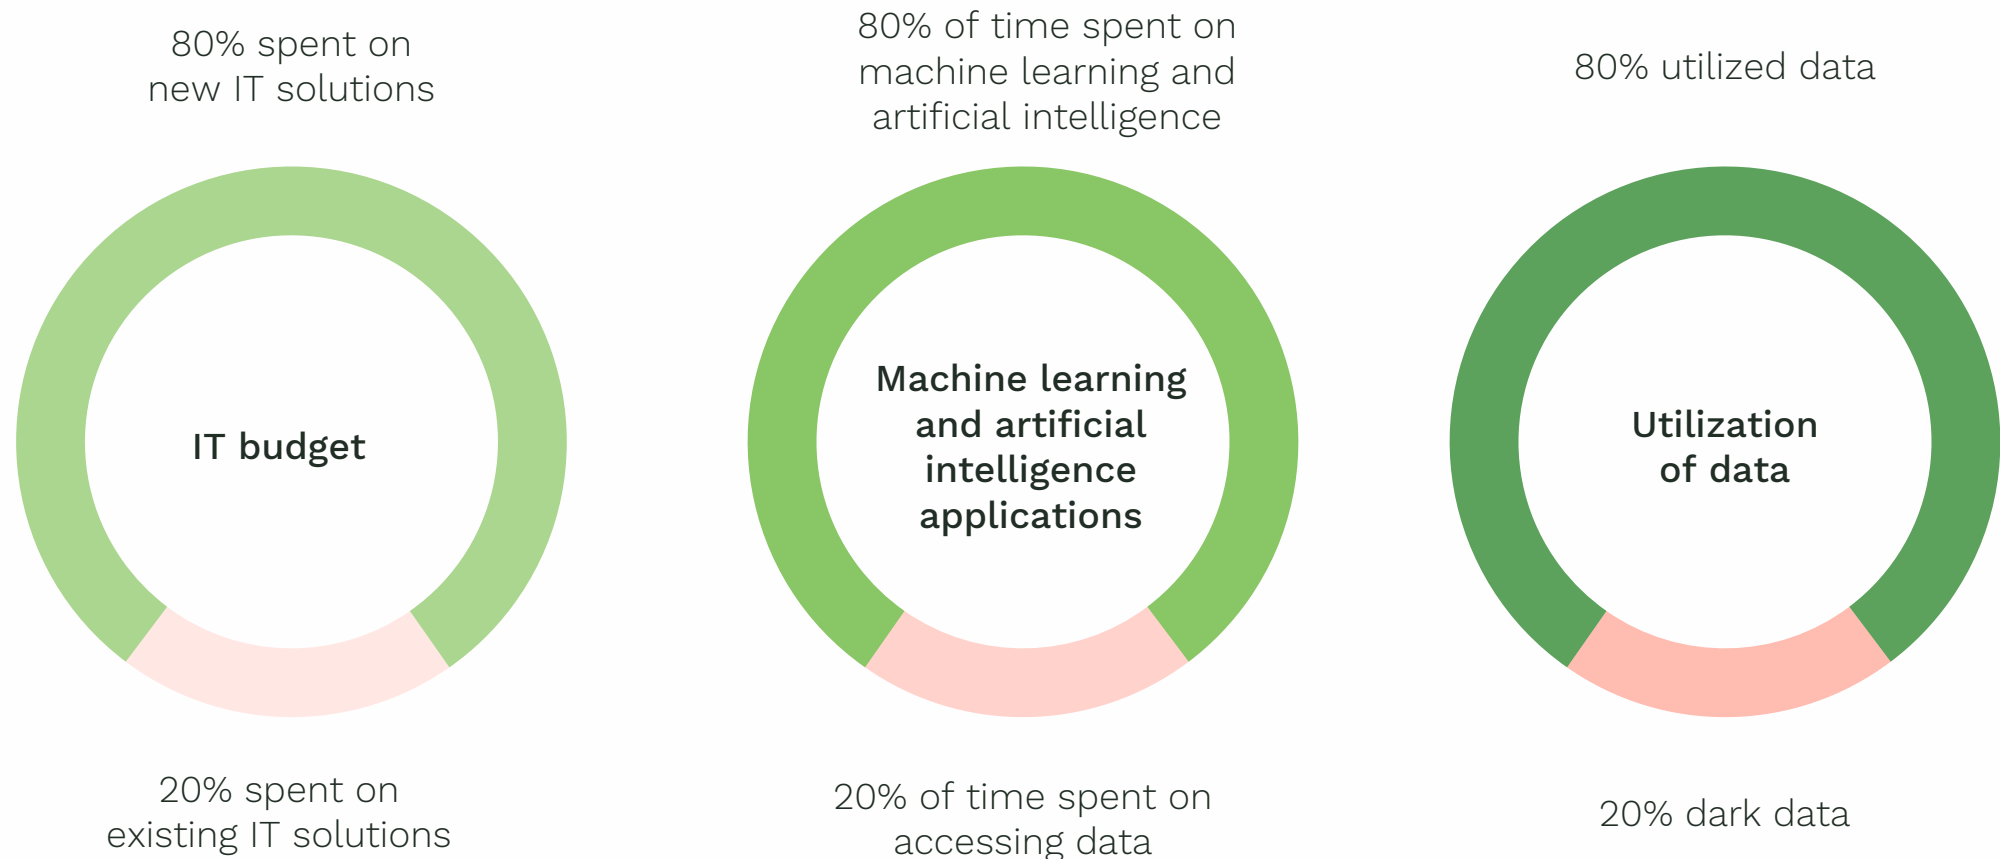 80% spent on
new IT solutions
IT budget
20% spent on
existing IT solutions
80% of time spent on
machine learning and
artificial intelligence
Machine learning
and artificial
intelligence
applications
20% of time spent on
accessing data
80% utilized data
Utilization
of data
20% dark data